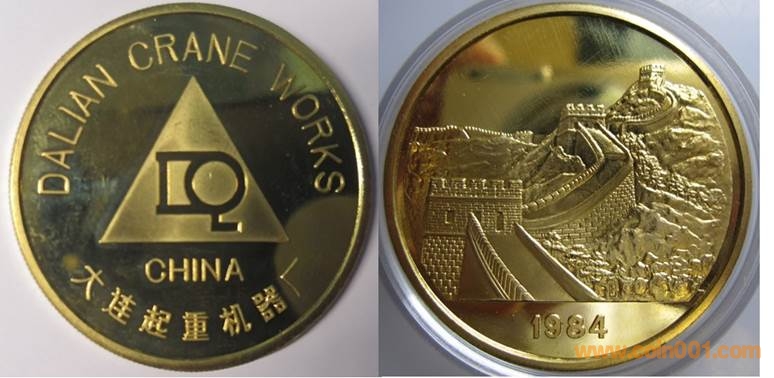 DALIAN CRANE WORKS
DQ
CHINA
大连起重机器厂
1984
www.coin001.com